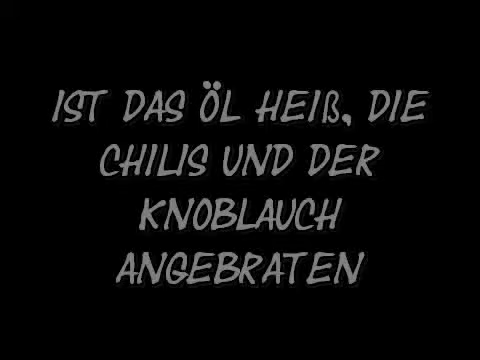 IST DAS ÖL HEIß, DIE
CHILIS UND DER
KNOBLAUCH
ANGEBRATEN